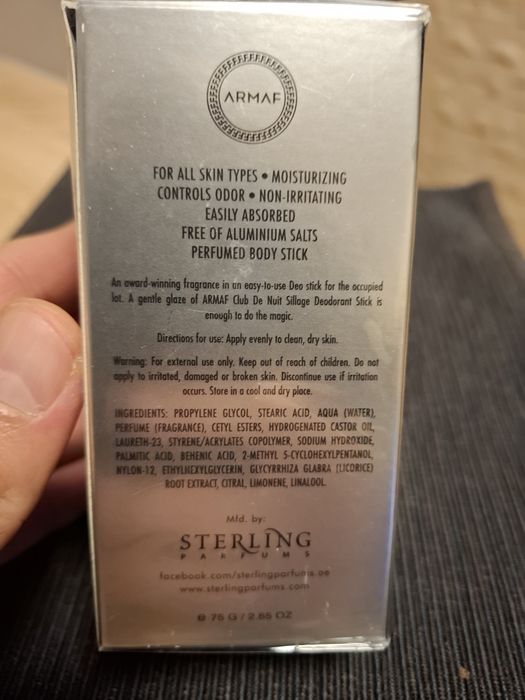 ARMAF
FOR ALL SKIN TYPES • MOISTURIZING
CONTROLS ODOR • NON-IRRITATING
EASILY ABSORBED
FREE OF ALUMINIUM SALTS
PERFUMED BODY STICK
An award-winning fragrance in an easy-to-use Deo stick for the occupied
lot. A gentle glaze of ARMAF Club De Nuit Sillage Deodorant Stick is
enough to do the magic.
Directions for use: Apply evenly to clean, dry skin.
Warning: For external use only. Keep out of reach of children. Do not
apply to irritated, damaged or broken skin. Discontinue use if irritation
occurs. Store in a cool and dry place.
INGREDIENTS: PROPYLENE GLYCOL, STEARIC ACID, AQUA (WATER),
PERFUME (FRAGRANCE), CETYL ESTERS, HYDROGENATED CASTOR OIL,
LAURETH-23, STYRENE/ACRYLATES COPOLYMER, SODIUM HYDROXIDE,
PALMITIC ACID, BEHENIC ACID, 2-METHYL 5-CYCLOHEXYLPENTANOL,
NYLON-12, ETHYLHEXYLGLYCERIN, GLYCYRRHIZA GLABRA (LICORICE)
ROOT EXTRACT, CITRAL, LIMONENE, LINALOOL.
Mfd. by:
STERLING
PARFUMS
facebook.com/sterlingparfums.ae
www.sterlingparfums.com
℮ 75 G / 2.65 OZ